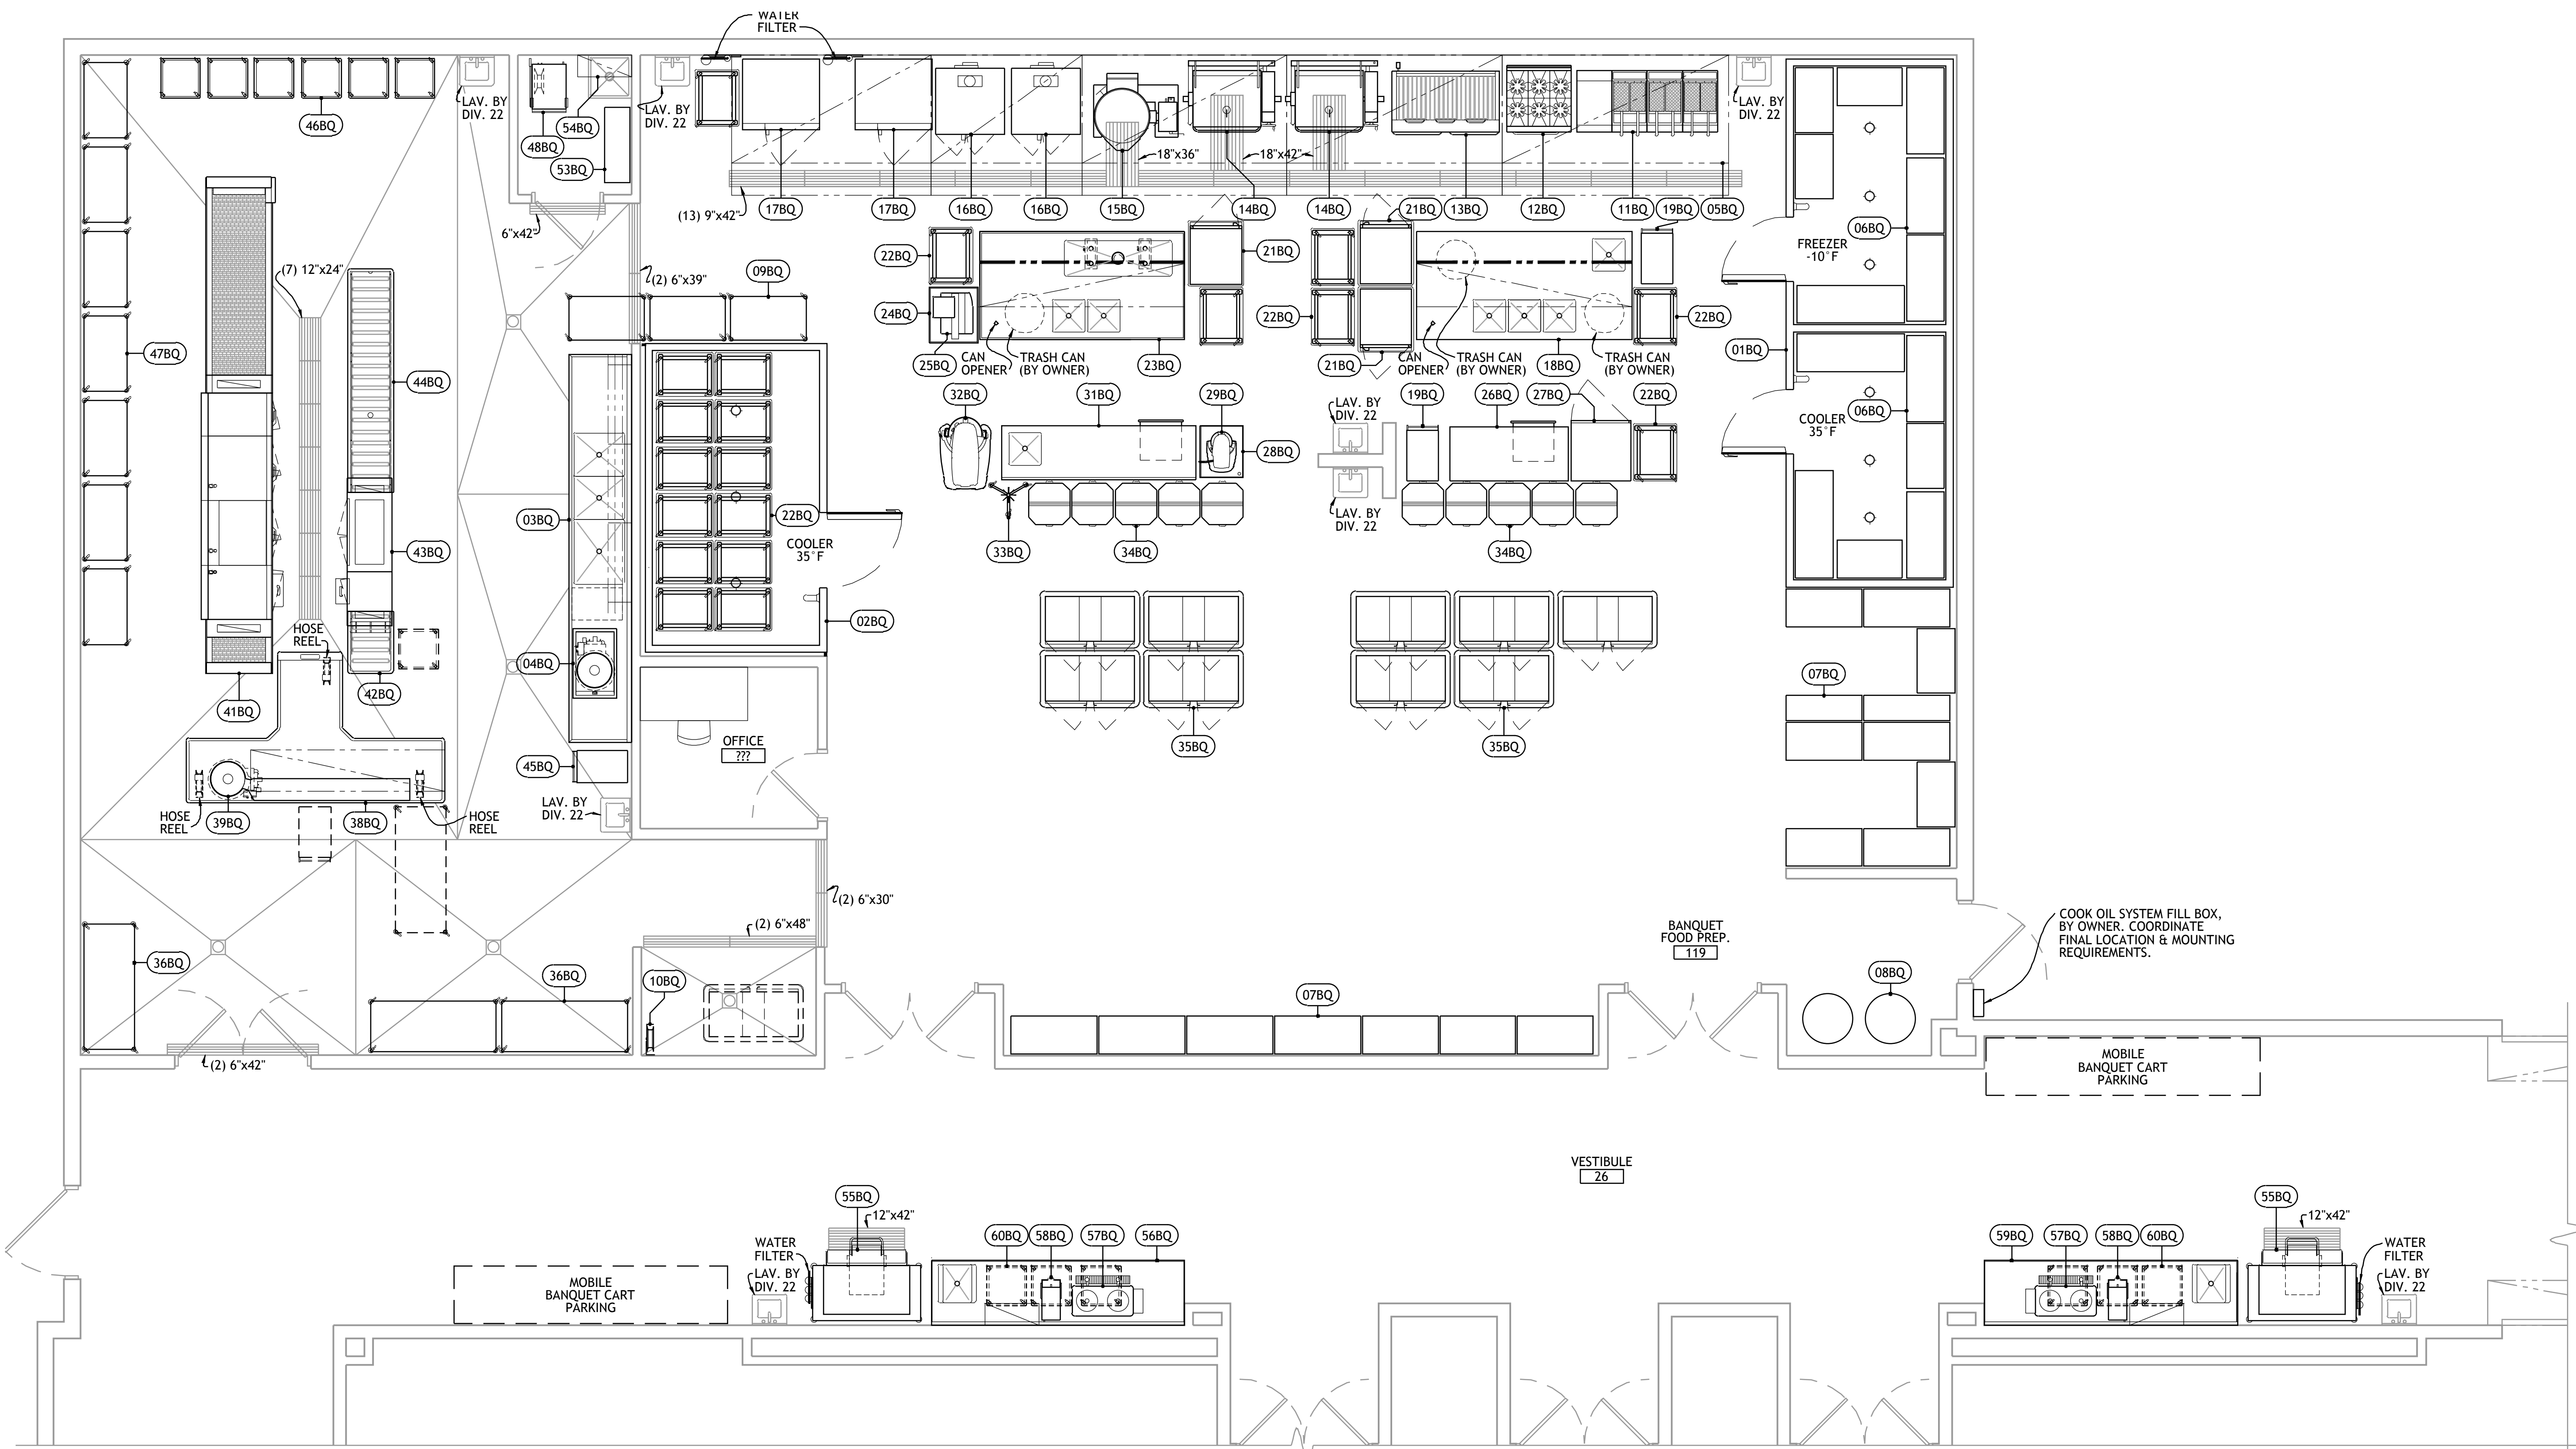 WATER
FILTER
LAV. BY
DIV. 22
46BQ
48BQ
54BQ
53BQ
LAV. BY
DIV. 22
18"x36"
18"x42"
LAV. BY
DIV. 22
(13) 9"x42"
17BQ
17BQ
16BQ
16BQ
15BQ
14BQ
14BQ
21BQ
13BQ
12BQ
11BQ
19BQ
05BQ
6"x42"
06BQ
FREEZER
-10°F
22BQ
21BQ
(7) 12"x24"
(2) 6"x39"
09BQ
24BQ
22BQ
22BQ
47BQ
25BQ
CAN
OPENER
TRASH CAN
(BY OWNER)
23BQ
21BQ
CAN
OPENER
TRASH CAN
(BY OWNER)
18BQ
TRASH CAN
(BY OWNER)
01BQ
44BQ
32BQ
31BQ
29BQ
LAV. BY
DIV. 22
19BQ
26BQ
27BQ
22BQ
06BQ
COOLER
35°F
28BQ
03BQ
22BQ
COOLER
35°F
LAV. BY
DIV. 22
43BQ
33BQ
34BQ
34BQ
HOSE
REEL
02BQ
04BQ
42BQ
41BQ
07BQ
OFFICE
???
35BQ
35BQ
45BQ
LAV. BY
DIV. 22
HOSE
REEL
39BQ
38BQ
HOSE
REEL
(2) 6"x30"
(2) 6"x48"
BANQUET
FOOD PREP.
119
COOK OIL SYSTEM FILL BOX,
BY OWNER. COORDINATE
FINAL LOCATION & MOUNTING
REQUIREMENTS.
36BQ
36BQ
10BQ
08BQ
07BQ
(2) 6"x42"
MOBILE
BANQUET CART
PARKING
VESTIBULE
26
55BQ
12"x42"
WATER
FILTER
LAV. BY
DIV. 22
60BQ
58BQ
57BQ
56BQ
MOBILE
BANQUET CART
PARKING
55BQ
12"x42"
59BQ
57BQ
58BQ
60BQ
WATER
FILTER
LAV. BY
DIV. 22